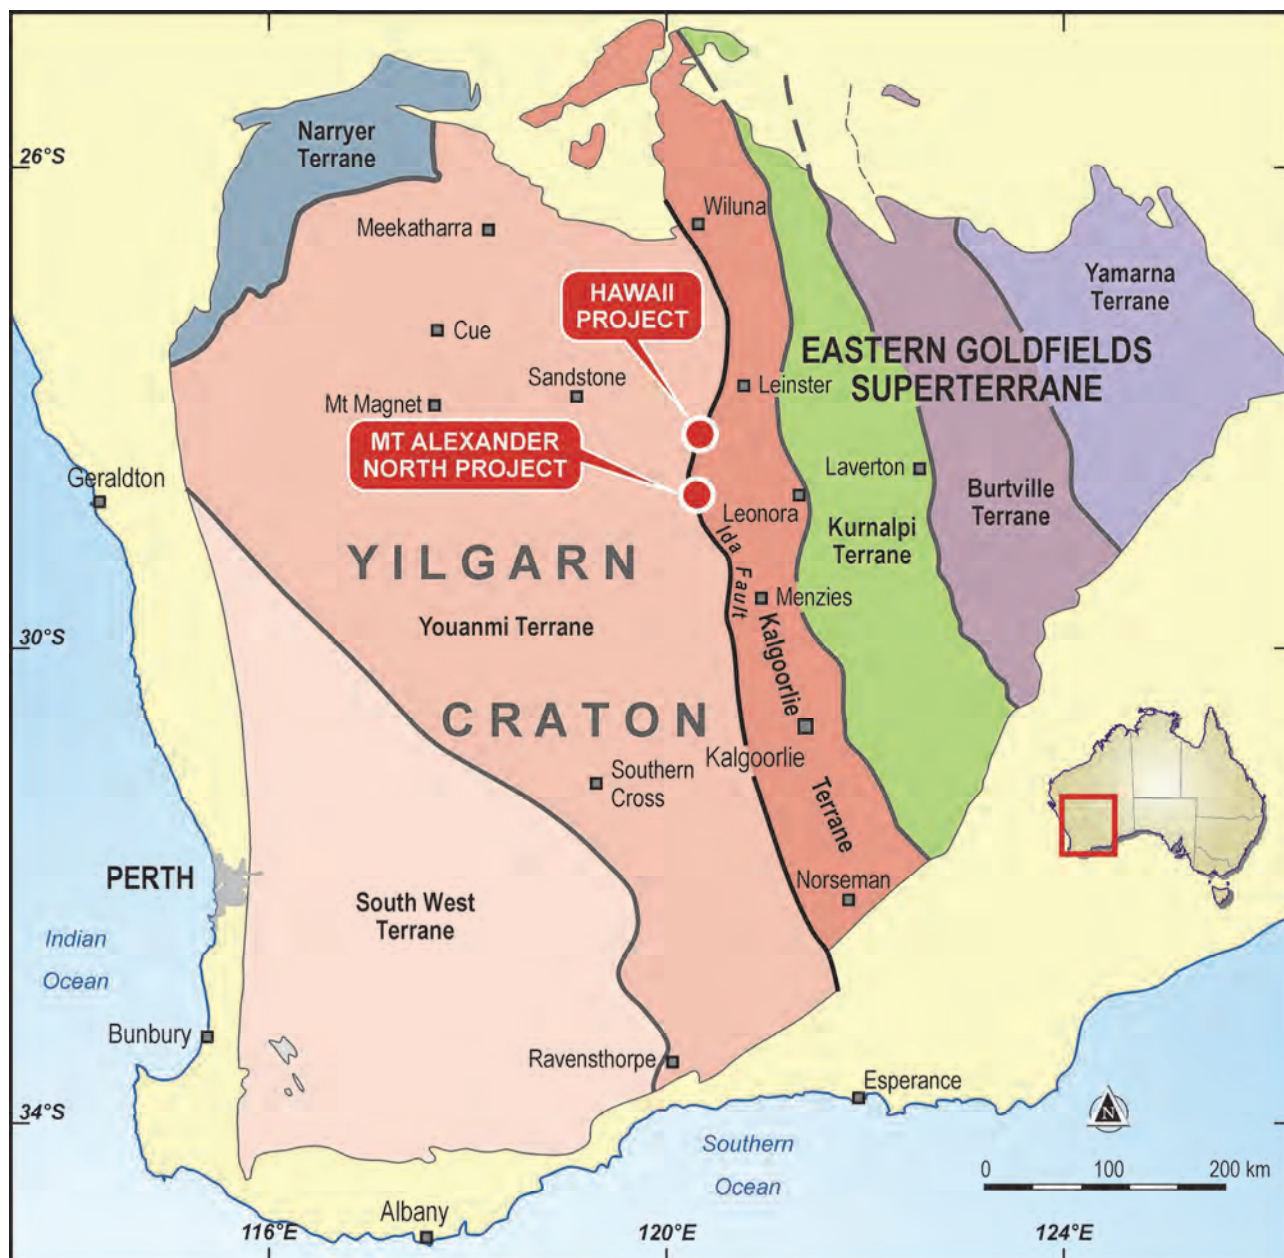 Narryer
Terrane
26°S
Wiluna
Meekatharra
HAWAII
PROJECT
Yamarna
Terrane
Cue
EASTERN GOLDFIELDS
SUPERTERRANE
Sandstone
Leinster
Mt Magnet
MT ALEXANDER
NORTH PROJECT
Geraldton
Laverton
Burtville
Terrane
Leonora
Kurnalpi
Terrane
Ida Fault
YILGARN
Menzies
Youanmi Terrane
30°S
Kalgoorlie
Terrane
CRATON
Kalgoorlie
Southern
Cross
PERTH
Norseman
South West
Terrane
Indian
Ocean
Bunbury
Ravensthorpe
Esperance
34°S
N
Southern
Ocean
0 100 200 km
Albany
116°E 120°E 124°E